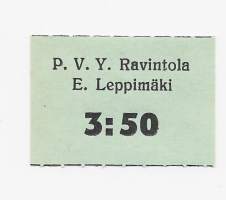 P. V. Y. Ravintola
E. Leppimäki
3:50